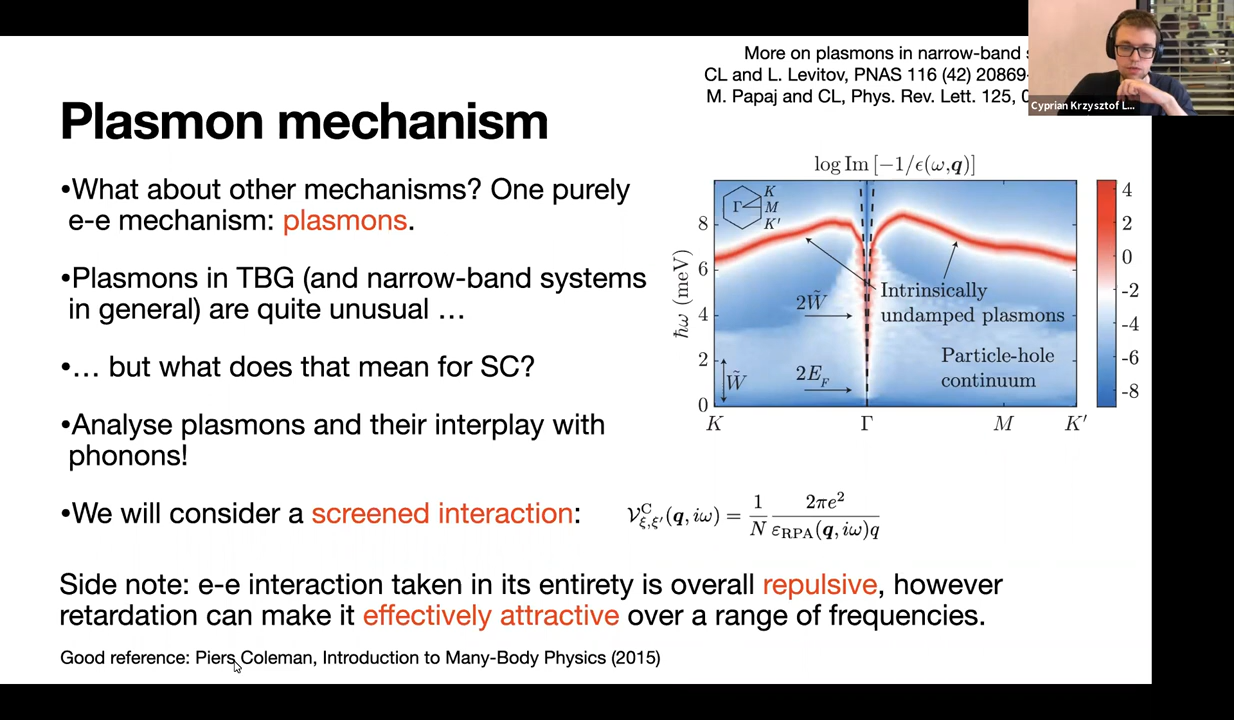 More on plasmons in narrow-band
CL and L. Levitov, PNAS 116 (42) 20869-
M. Papaj and CL, Phys. Rev. Lett. 125, 0
Cyprian Krzysztof L...
Plasmon mechanism
•What about other mechanisms? One purely
e-e mechanism: plasmons.
•Plasmons in TBG (and narrow-band systems
in general) are quite unusual …
•… but what does that mean for SC?
•Analyse plasmons and their interplay with
phonons!
•We will consider a screened interaction:
𝒱^C_{ξ,ξ′}(q, iω) = \frac{1}{N} \frac{2πe^2}{ε_{RPA}(q, iω)q}
log Im [−1/ϵ(ω,q)]
K
Γ M
K′
ħω (meV)
8
6
4
2
0
Intrinsically
undamped plasmons
2W̃
Particle-hole
continuum
W̃
2E_F
K Γ M K′
4
2
0
-2
-4
-6
-8
Side note: e-e interaction taken in its entirety is overall repulsive, however
retardation can make it effectively attractive over a range of frequencies.
Good reference: Piers Coleman, Introduction to Many-Body Physics (2015)